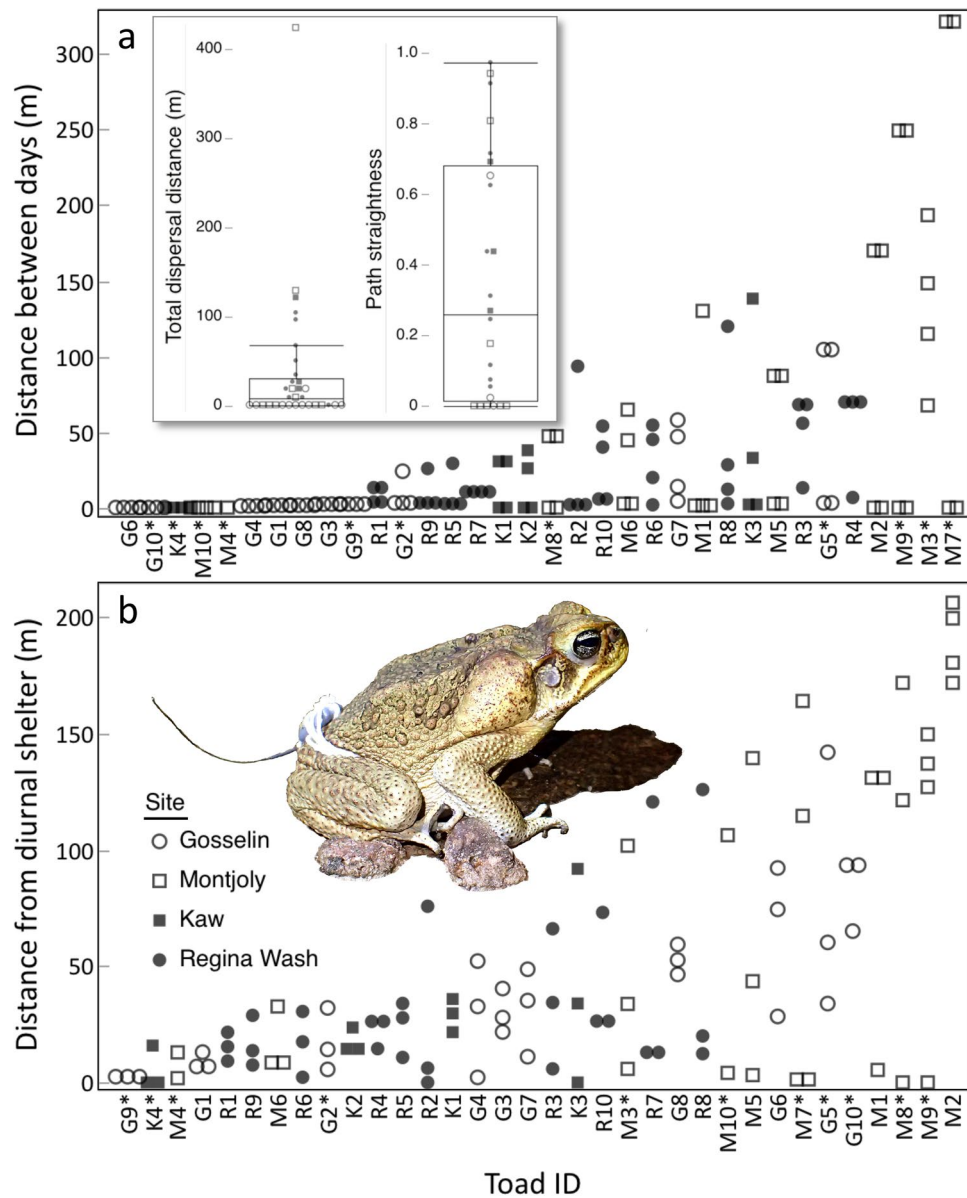 a
Distance between days (m)
300
250
200
150
100
50
0
Total dispersal distance (m)
400
300
200
100
0
Path straightness
1.0
0.8
0.6
0.4
0.2
0
G6
G10*
K4*
M10*
M4*
G4
G1
G8
G3
G9*
R1
G2*
R9
R5
R7
K1
K2
M8*
R2
R10
M6
R6
G7
M1
R8
K3
M5
R3
G5*
R4
M2
M9*
M3*
M7*
b
Distance from diurnal shelter (m)
200
150
100
50
0
Site
Gosselin
Montjoly
Kaw
Regina Wash
G9*
K4*
M4*
G1
R1
R9
M6
R6
G2*
K2
R4
R5
R2
K1
G4
G3
G7
R3
K3
R10
M3*
R7
G8
R8
M10*
M5
G6
M7*
G5*
G10*
M1
M8*
M9*
M2
Toad ID